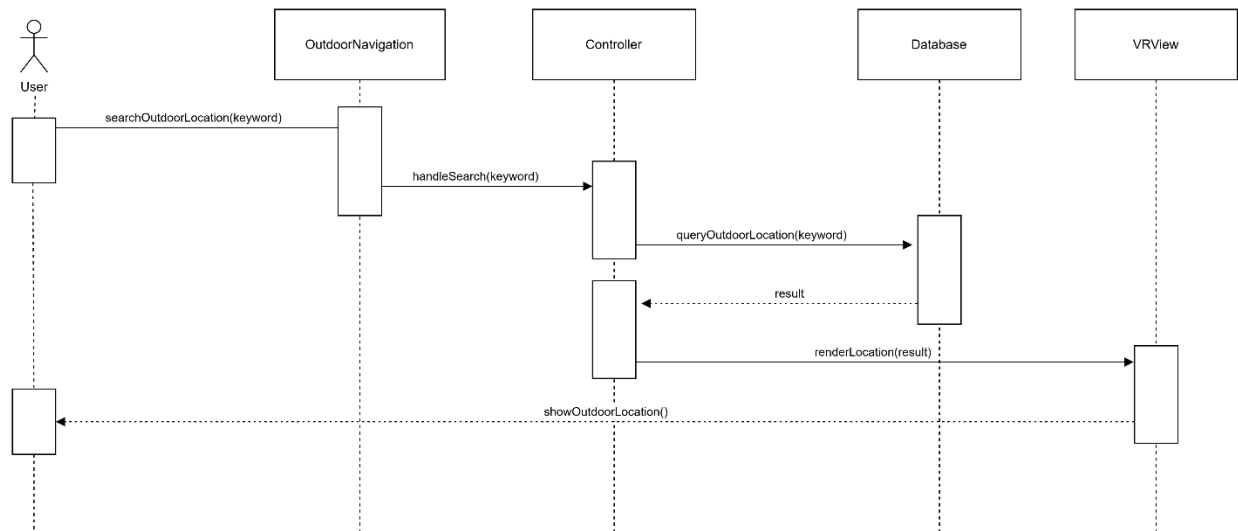 OutdoorNavigation
Controller
Database
VRView
User
searchOutdoorLocation(keyword)
handleSearch(keyword)
queryOutdoorLocation(keyword)
result
renderLocation(result)
showOutdoorLocation()